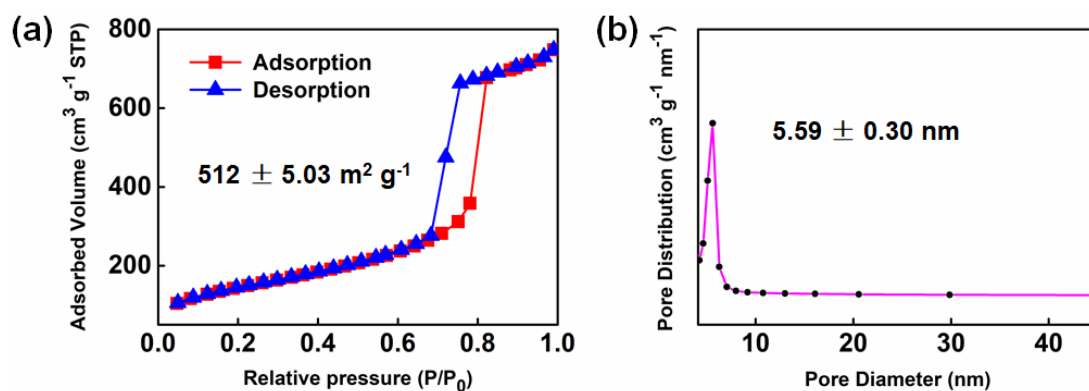 (a)
Adsorbed Volume (cm³ g⁻¹ STP)
800
600
400
200
Adsorption
Desorption
512 ± 5.03 m² g⁻¹
0.0 0.2 0.4 0.6 0.8 1.0
Relative pressure (P/P₀)
(b)
Pore Distribution (cm³ g⁻¹ nm⁻¹)
5.59 ± 0.30 nm
10 20 30 40
Pore Diameter (nm)